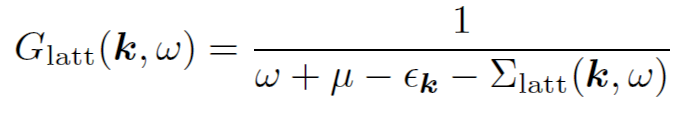 G_latt(k, ω) = 1 / (ω + μ − ϵ_k − Σ_latt(k, ω))